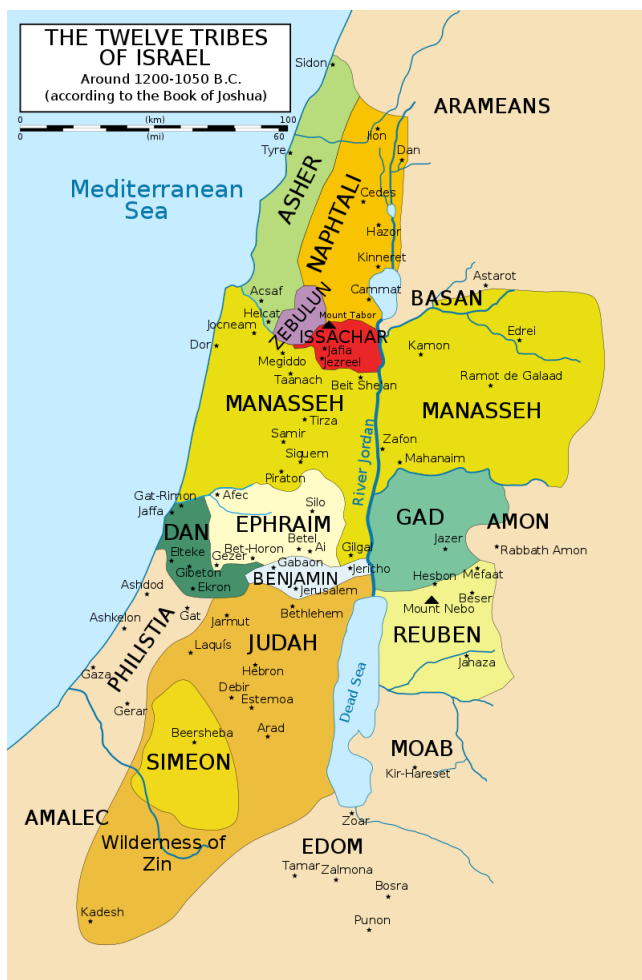 THE TWELVE TRIBES
OF ISRAEL
Around 1200-1050 B.C.
(according to the Book of Joshua)
0 (km) 100
0 (mi) 60
Sidon
ARAMEANS
Ijon
Tyre
Dan
ASHER
Mediterranean
Sea
Cedes
NAPHTALI
Hazor
Kinneret
Astarot
Acsaf
Cammat
BASAN
Helcat
ZEBULUN
Mount Tabor
Jocneam
ISSACHAR
Edrei
Dor
Jafia
Kamon
Megiddo
Jezreel
Taanach
Beit Shelan
Ramot de Galaad
MANASSEH
MANASSEH
Tirza
Samir
River Jordan
Zafon
Siquem
Mahanaim
Piraton
Gat-Rimon
Afec
Jaffa
Silo
DAN
EPHRAIM
GAD
AMON
Betel
Jazer
Elteke
Bet-Horon
Ai
Gilgal
Rabbath Amon
Gezer
Gabaon
Jericho
Gibeton
BENJAMIN
Hesbon
Mefaat
Ashdod
Ekron
Jerusalem
Beser
Mount Nebo
Gat
Jarmut
Bethlehem
Ashkelon
PHILISTIA
JUDAH
REUBEN
Laquís
Jahaza
Gaza
Hebron
Debir
Dead Sea
Gerar
Estemoa
Beersheba
Arad
MOAB
SIMEON
Kir-Hareset
AMALEC
Zoar
Wilderness of
Zin
EDOM
Tamar
Zalmona
Bosra
Kadesh
Punon